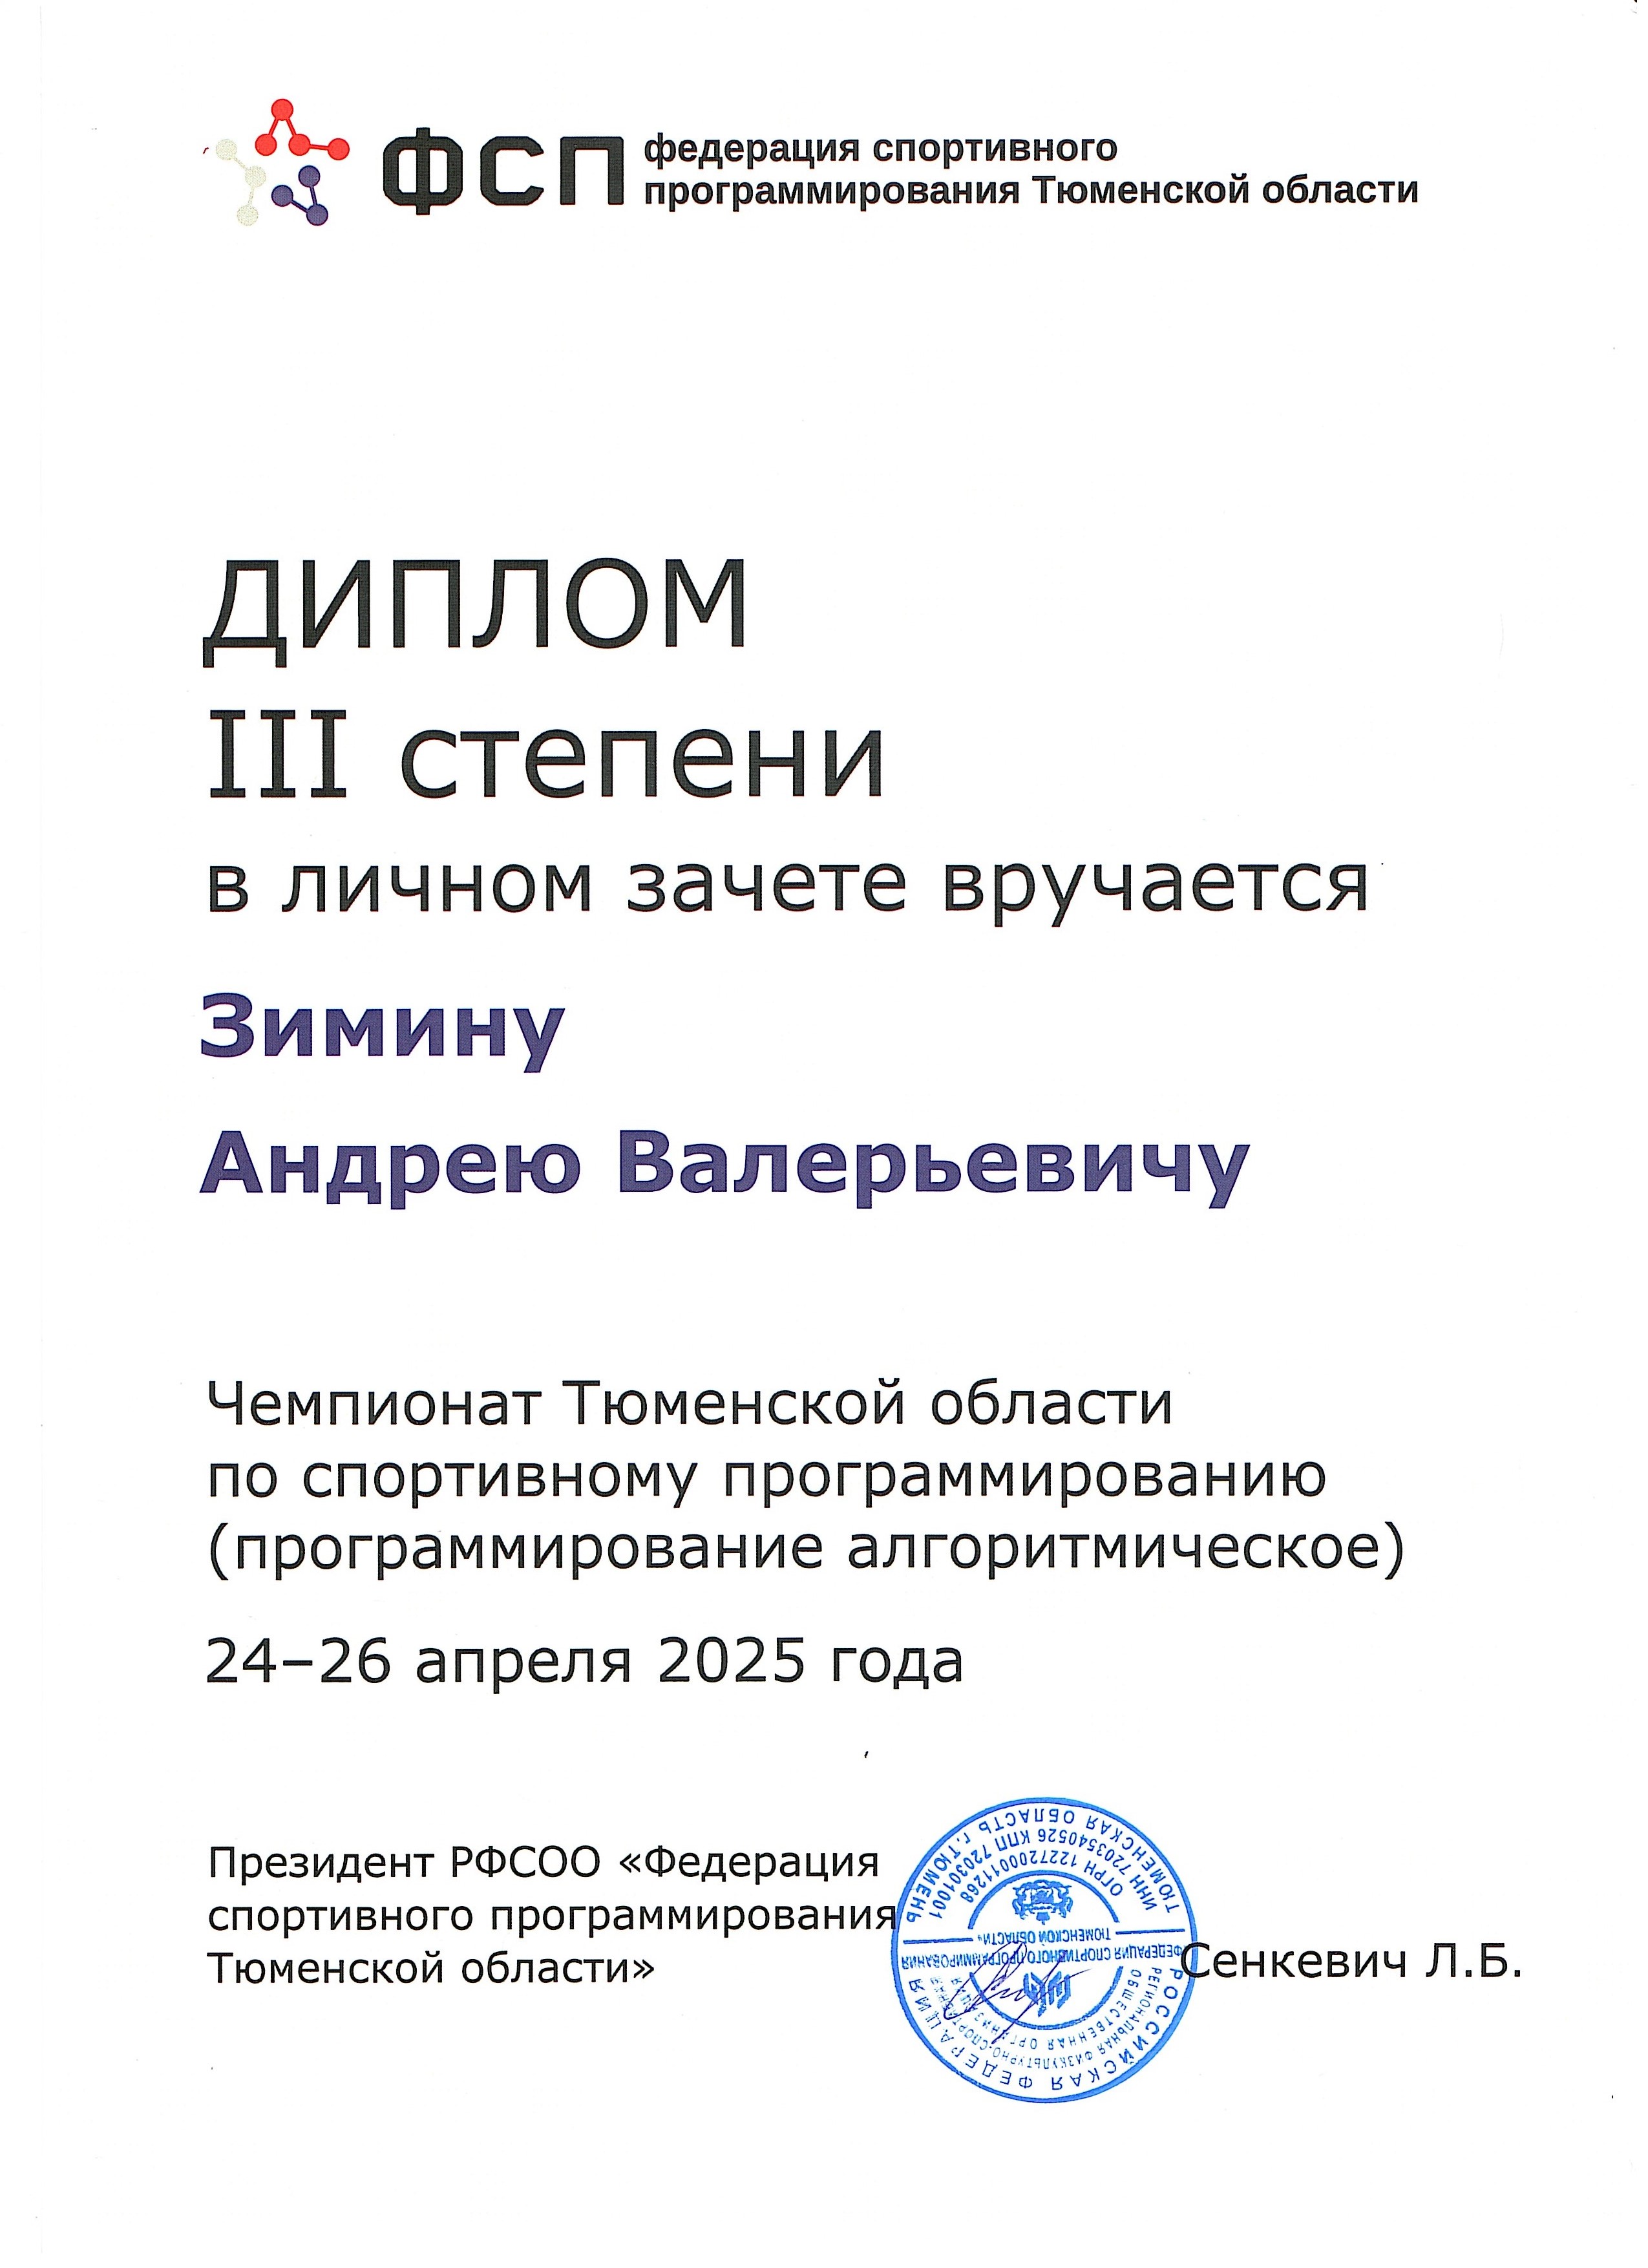 ФСП
федерация спортивного
программирования Тюменской области
ДИПЛОМ
III степени
в личном зачете вручается
Зимину
Андрею Валерьевичу
Чемпионат Тюменской области
по спортивному программированию
(программирование алгоритмическое)
24–26 апреля 2025 года
Президент РФСОО «Федерация
спортивного программирования
Тюменской области»
Сенкевич Л.Б.
РОССИЙСКАЯ ФЕДЕРАЦИЯ
РЕГИОНАЛЬНАЯ ФИЗКУЛЬТУРНО-СПОРТИВНАЯ
ОБЩЕСТВЕННАЯ ОРГАНИЗАЦИЯ
ФЕДЕРАЦИЯ СПОРТИВНОГО ПРОГРАММИРОВАНИЯ
ТЮМЕНСКОЙ ОБЛАСТИ»
ОГРН 1227200011268
ИНН 7203540526 КПП 720301001
ТЮМЕНСКАЯ ОБЛАСТЬ Г.ТЮМЕНЬ